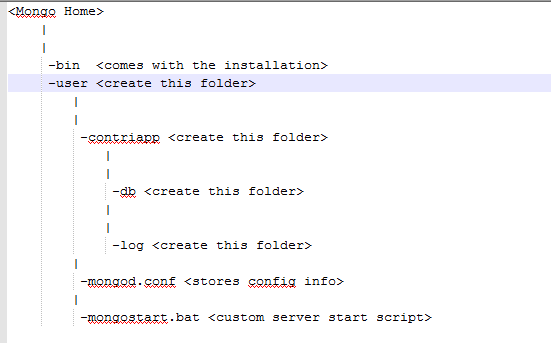 <Mongo Home>
|
|
-bin <comes with the installation>
-user <create this folder>
|
|
-contriapp <create this folder>
|
|
-db <create this folder>
|
|
-log <create this folder>
|
-mongod.conf <stores config info>
|
-mongostart.bat <custom server start script>